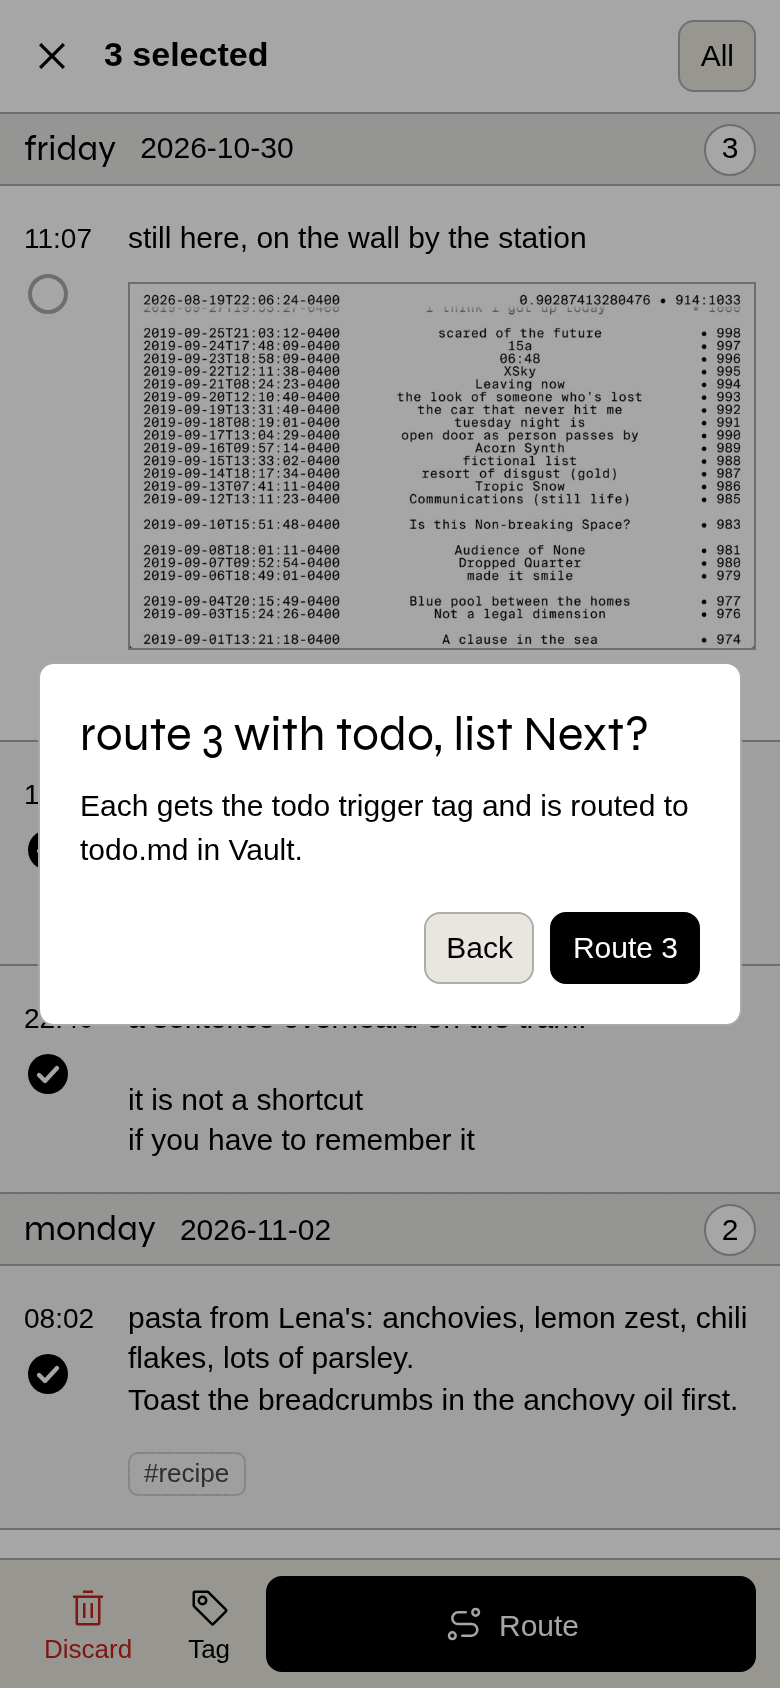 3 selected
All
friday 2026-10-30 3
11:07 still here, on the wall by the station
2026-08-19T22:06:24-0400 0.90287413280476 • 914:1033
i think i got up today
2019-09-25T21:03:12-0400 scared of the future • 998
2019-09-24T17:48:09-0400 15a • 997
2019-09-23T18:58:09-0400 06:48 • 996
2019-09-22T12:11:38-0400 XSky • 995
2019-09-21T08:24:23-0400 Leaving now • 994
2019-09-20T12:10:40-0400 the look of someone who's lost • 993
2019-09-19T13:31:40-0400 the car that never hit me • 992
2019-09-18T08:19:01-0400 tuesday night is • 991
2019-09-17T13:04:29-0400 open door as person passes by • 990
2019-09-16T09:57:14-0400 Acorn Synth • 989
2019-09-15T13:33:02-0400 fictional list • 988
2019-09-14T18:17:34-0400 resort of disgust (gold) • 987
2019-09-13T07:41:11-0400 Tropic Snow • 986
2019-09-12T13:11:23-0400 Communications (still life) • 985
2019-09-10T15:51:48-0400 Is this Non-breaking Space? • 983
2019-09-08T18:01:11-0400 Audience of None • 981
2019-09-07T09:52:54-0400 Dropped Quarter • 980
2019-09-06T18:49:01-0400 made it smile • 979
2019-09-04T20:15:49-0400 Blue pool between the homes • 977
2019-09-03T15:24:26-0400 Not a legal dimension • 976
2019-09-01T13:21:18-0400 A clause in the sea • 974
route 3 with todo, list Next?
Each gets the todo trigger tag and is routed to
todo.md in Vault.
Back
Route 3
a sentence overheard on the tram:
it is not a shortcut
if you have to remember it
monday 2026-11-02 2
08:02 pasta from Lena's: anchovies, lemon zest, chili
flakes, lots of parsley.
Toast the breadcrumbs in the anchovy oil first.
#recipe
Discard
Tag
Route